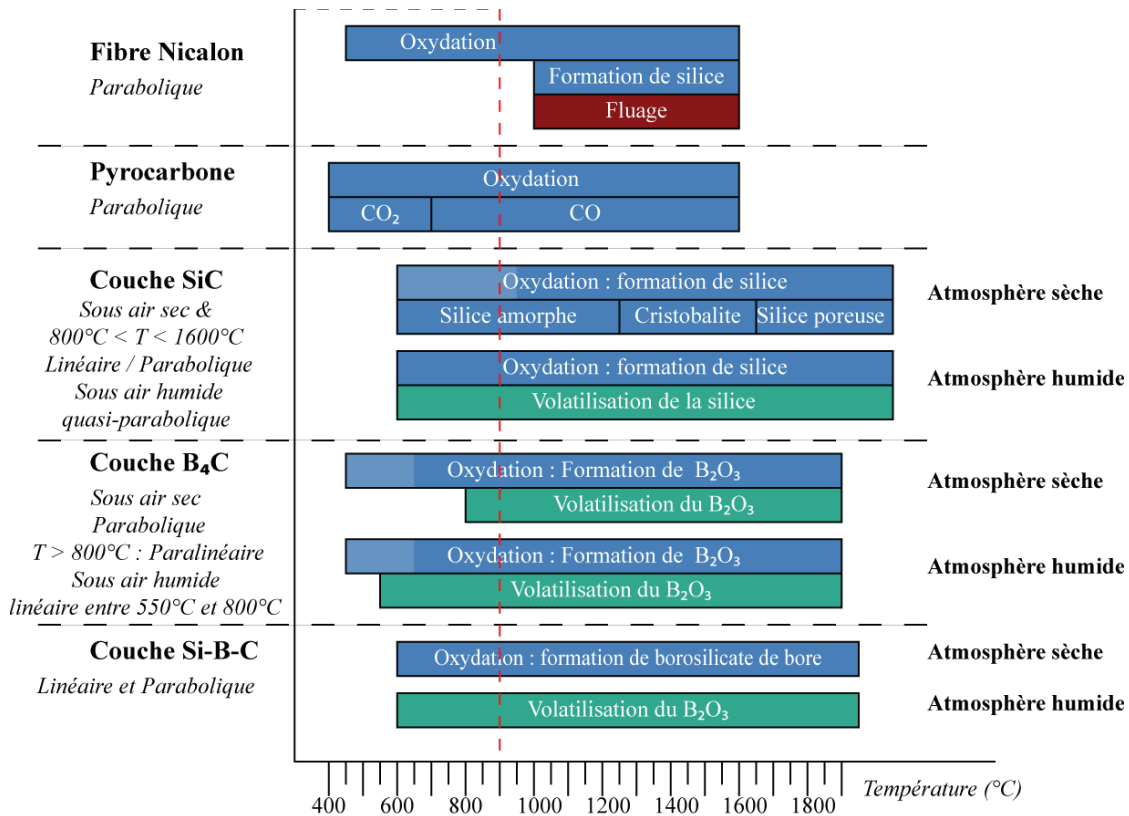 Fibre Nicalon
Parabolique
Oxydation
Formation de silice
Fluage
Pyrocarbone
Parabolique
Oxydation
CO₂
CO
Couche SiC
Sous air sec &
800°C < T < 1600°C
Linéaire / Parabolique
Sous air humide
quasi-parabolique
Oxydation : formation de silice
Silice amorphe
Cristobalite
Silice poreuse
Atmosphère sèche
Oxydation : formation de silice
Volatilisation de la silice
Atmosphère humide
Couche B₄C
Sous air sec
Parabolique
T > 800°C : Paralinéaire
Sous air humide
linéaire entre 550°C et 800°C
Oxydation : Formation de B₂O₃
Volatilisation du B₂O₃
Atmosphère sèche
Oxydation : Formation de B₂O₃
Volatilisation du B₂O₃
Atmosphère humide
Couche Si-B-C
Linéaire et Parabolique
Oxydation : formation de borosilicate de bore
Atmosphère sèche
Volatilisation du B₂O₃
Atmosphère humide
400 600 800 1000 1200 1400 1600 1800
Température (°C)